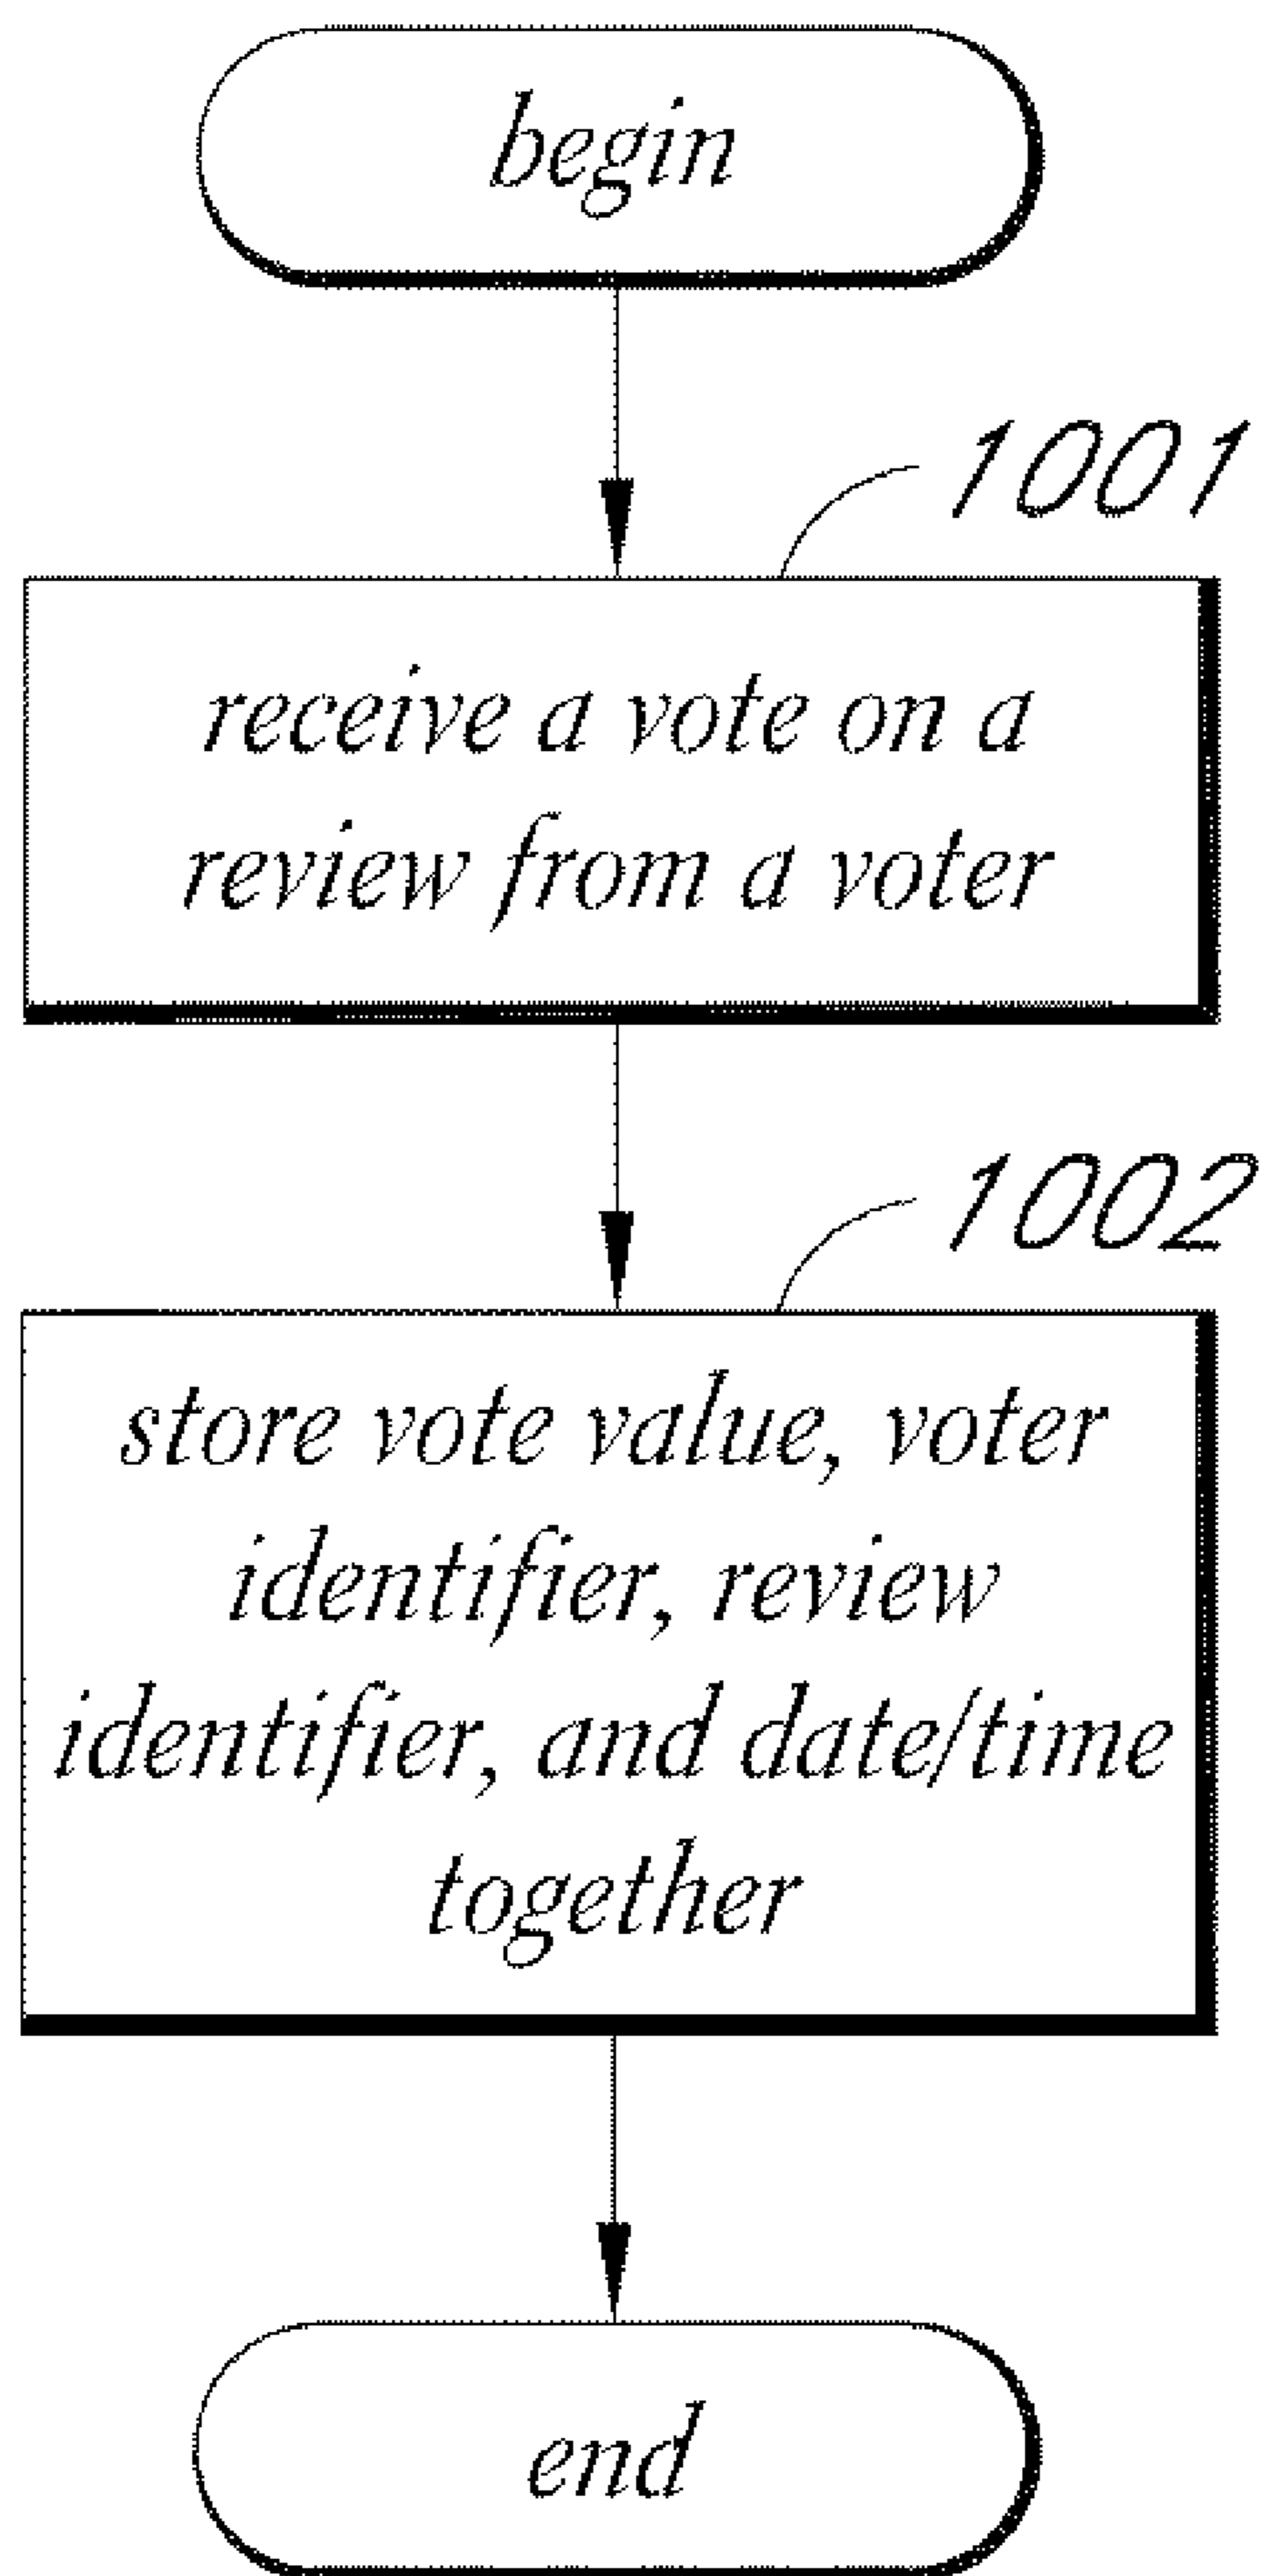 begin
1001
receive a vote on a
review from a voter
1002
store vote value, voter
identifier, review
identifier, and date/time
together
end